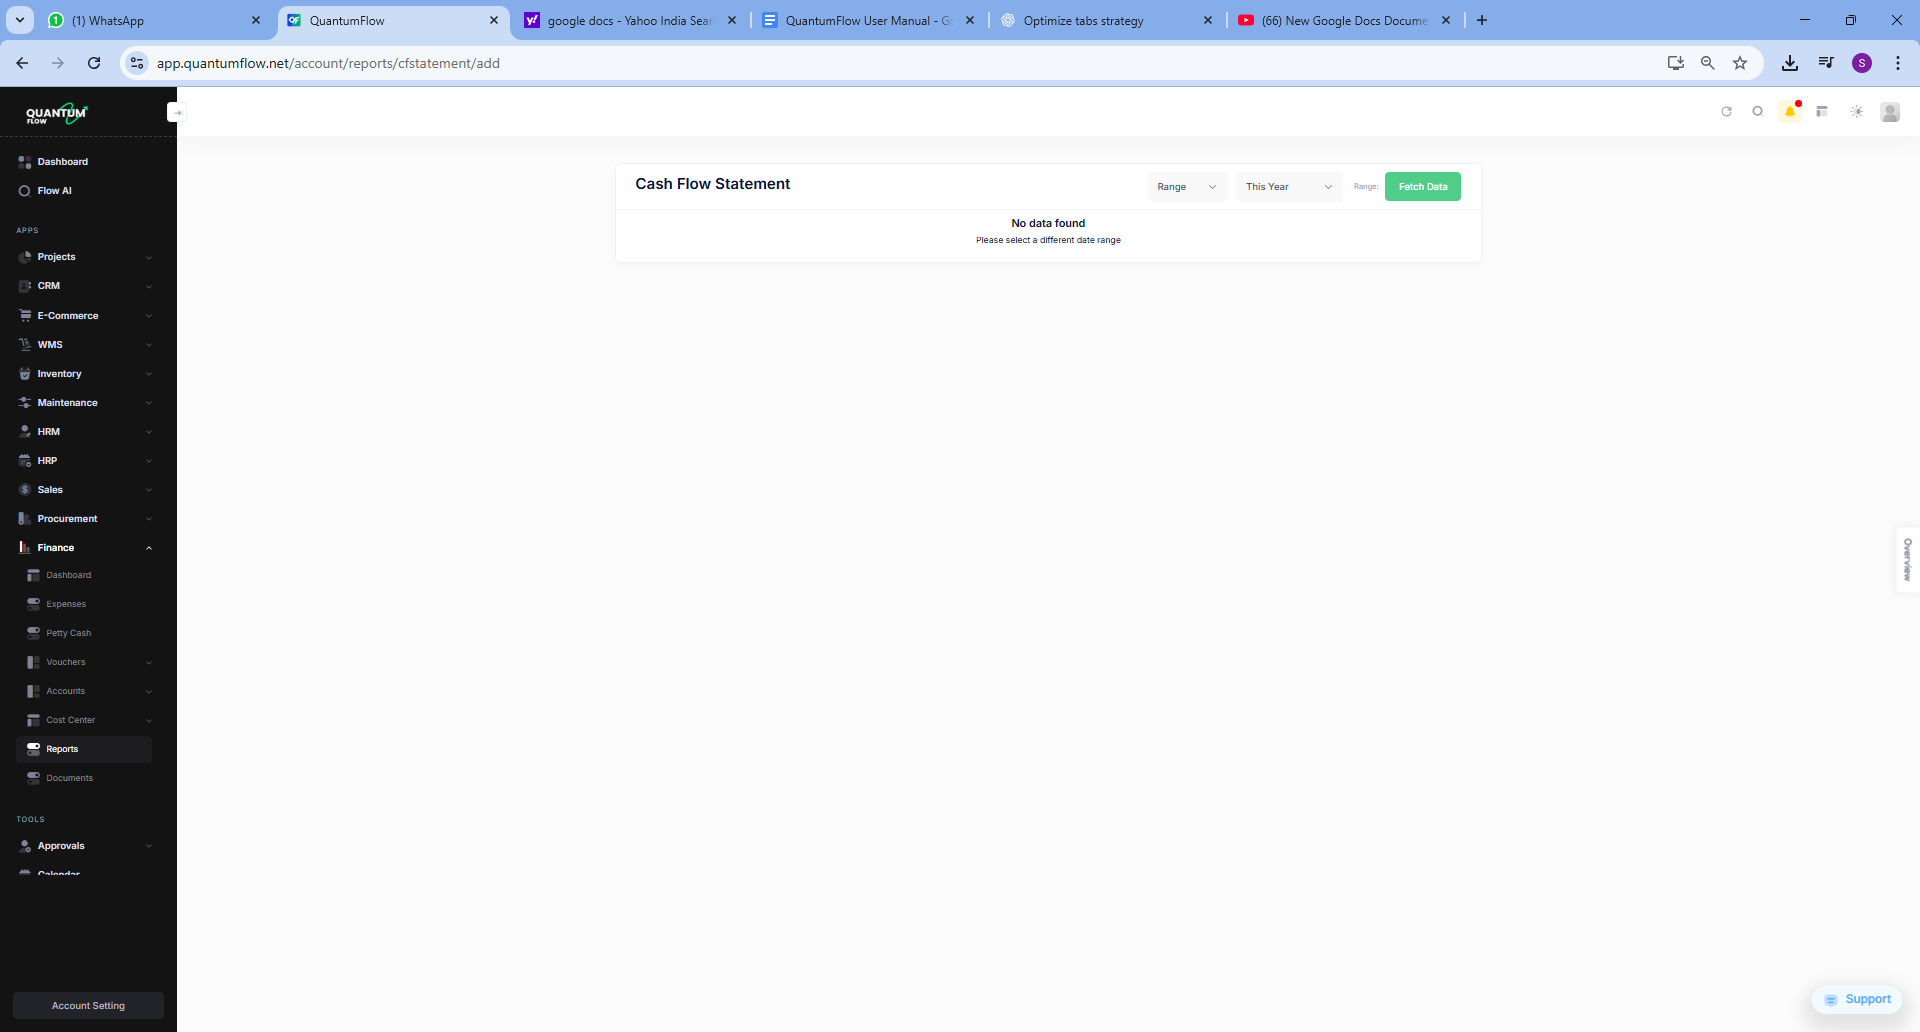 (1) WhatsApp
QuantumFlow
google docs - Yahoo India Sear
QuantumFlow User Manual - G
Optimize tabs strategy
(66) New Google Docs Docume
app.quantumflow.net/account/reports/cfstatement/add
S
QUANTUM
FLOW
Dashboard
Flow AI
APPS
Projects
CRM
E-Commerce
WMS
Inventory
Maintenance
HRM
HRP
Sales
Procurement
Finance
Dashboard
Expenses
Petty Cash
Vouchers
Accounts
Cost Center
Reports
Documents
TOOLS
Approvals
Calendar
Account Setting
Cash Flow Statement
Range
This Year
Range:
Fetch Data
No data found
Please select a different date range
Overview
Support